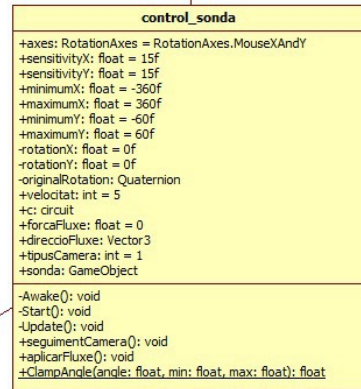 control_sonda
+axes: RotationAxes = RotationAxes.MouseXAndY
+sensitivityX: float = 15f
+sensitivityY: float = 15f
+minimumX: float = -360f
+maximumX: float = 360f
+minimumY: float = -60f
+maximumY: float = 60f
-rotationX: float = 0f
-rotationY: float = 0f
-originalRotation: Quaternion
+velocitat: int = 5
+c: circuit
+forcaFluxe: float = 0
+direccioFluxe: Vector3
+tipusCamera: int = 1
+sonda: GameObject
-Awake(): void
-Start(): void
-Update(): void
+seguimentCamera(): void
+aplicarFluxe(): void
+ClampAngle(angle: float, min: float, max: float): float